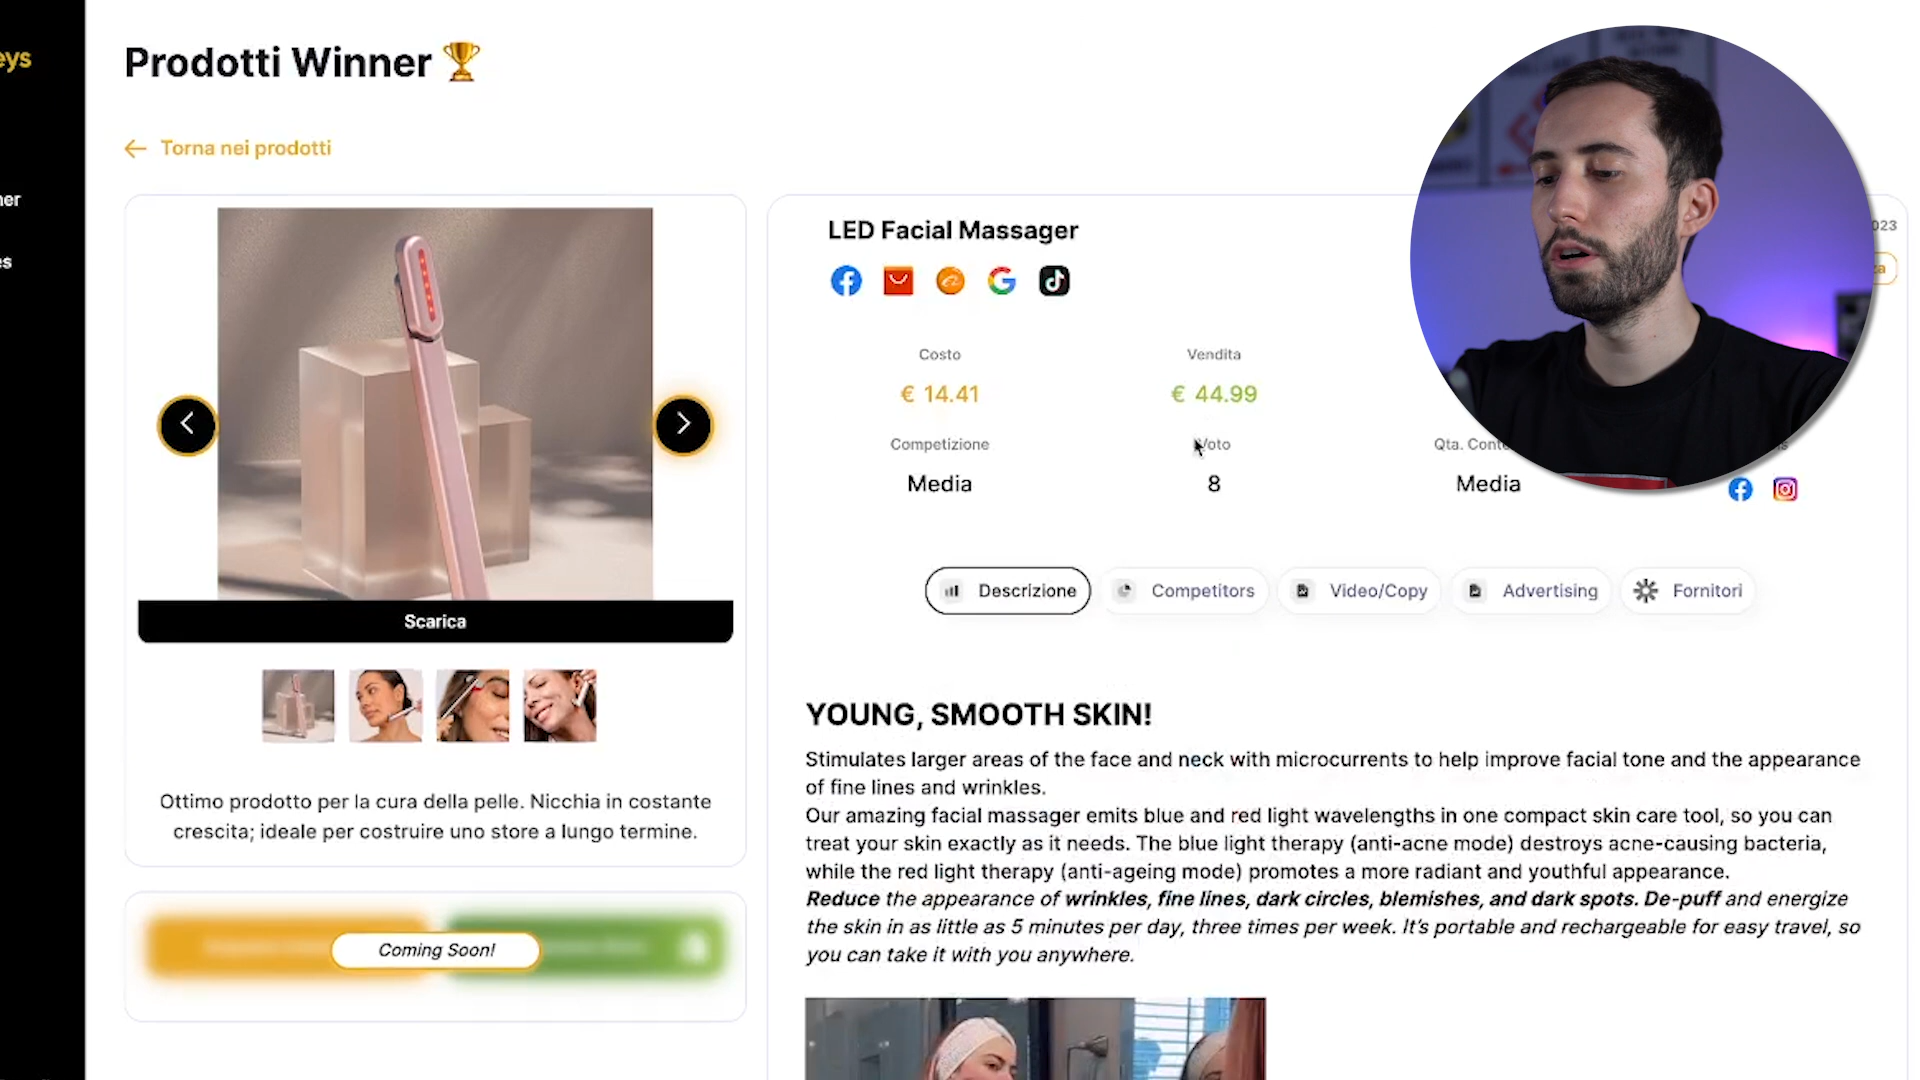 eys
Prodotti Winner
Torna nei prodotti
ner
es
LED Facial Massager
023
za
Costo
Vendita
€ 14.41
€ 44.99
Competizione
Voto
Qta. Conte
Media
8
Media
Descrizione
Competitors
Video/Copy
Advertising
Fornitori
Scarica
YOUNG, SMOOTH SKIN!
Stimulates larger areas of the face and neck with microcurrents to help improve facial tone and the appearance
of fine lines and wrinkles.
Our amazing facial massager emits blue and red light wavelengths in one compact skin care tool, so you can
treat your skin exactly as it needs. The blue light therapy (anti-acne mode) destroys acne-causing bacteria,
while the red light therapy (anti-ageing mode) promotes a more radiant and youthful appearance.
Reduce the appearance of wrinkles, fine lines, dark circles, blemishes, and dark spots. De-puff and energize
the skin in as little as 5 minutes per day, three times per week. It's portable and rechargeable for easy travel, so
you can take it with you anywhere.
Ottimo prodotto per la cura della pelle. Nicchia in costante
crescita; ideale per costruire uno store a lungo termine.
Coming Soon!